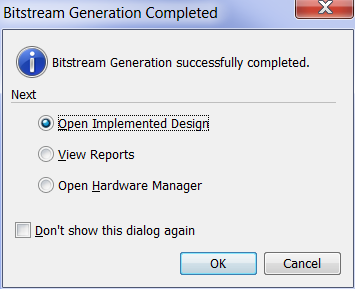 Bitstream Generation Completed
Bitstream Generation successfully completed.
Next
Open Implemented Design
View Reports
Open Hardware Manager
Don't show this dialog again
OK
Cancel